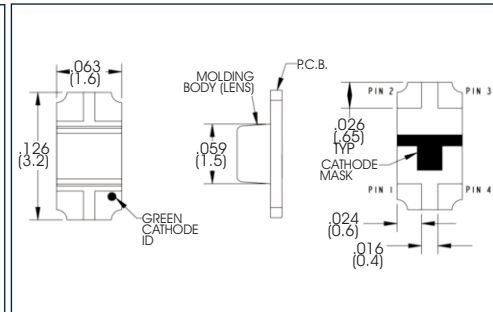 .063
(1.6)
.126
(3.2)
GREEN
CATHODE
ID
MOLDING
BODY (LENS)
P.C.B.
.059
(1.5)
PIN 2
PIN 3
.026
(.65)
TYP
CATHODE
MASK
PIN 1
PIN 4
.024
(0.6)
.016
(0.4)